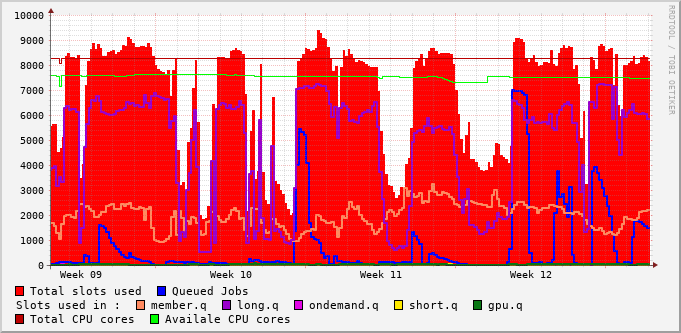 10000
9000
8000
7000
6000
5000
4000
3000
2000
1000
0
Week 09 Week 10 Week 11 Week 12
RRDTOOL / TOBI OETIKER
Total slots used Queued Jobs
Slots used in : member.q long.q ondemand.q short.q gpu.q
Total CPU cores Availale CPU cores